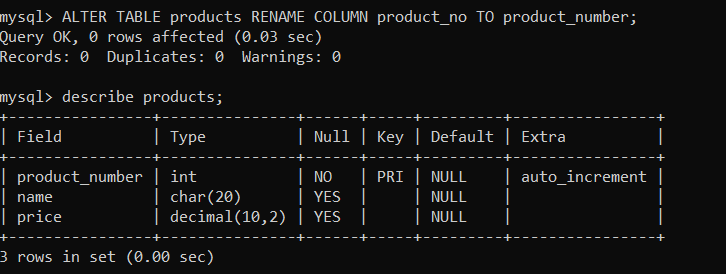 mysql> ALTER TABLE products RENAME COLUMN product_no TO product_number;
Query OK, 0 rows affected (0.03 sec)
Records: 0  Duplicates: 0  Warnings: 0

mysql> describe products;
+----------------+---------------+------+-----+---------+----------------+
| Field          | Type          | Null | Key | Default | Extra          |
+----------------+---------------+------+-----+---------+----------------+
| product_number | int           | NO   | PRI | NULL    | auto_increment |
| name           | char(20)      | YES  |     | NULL    |                |
| price          | decimal(10,2) | YES  |     | NULL    |                |
+----------------+---------------+------+-----+---------+----------------+
3 rows in set (0.00 sec)